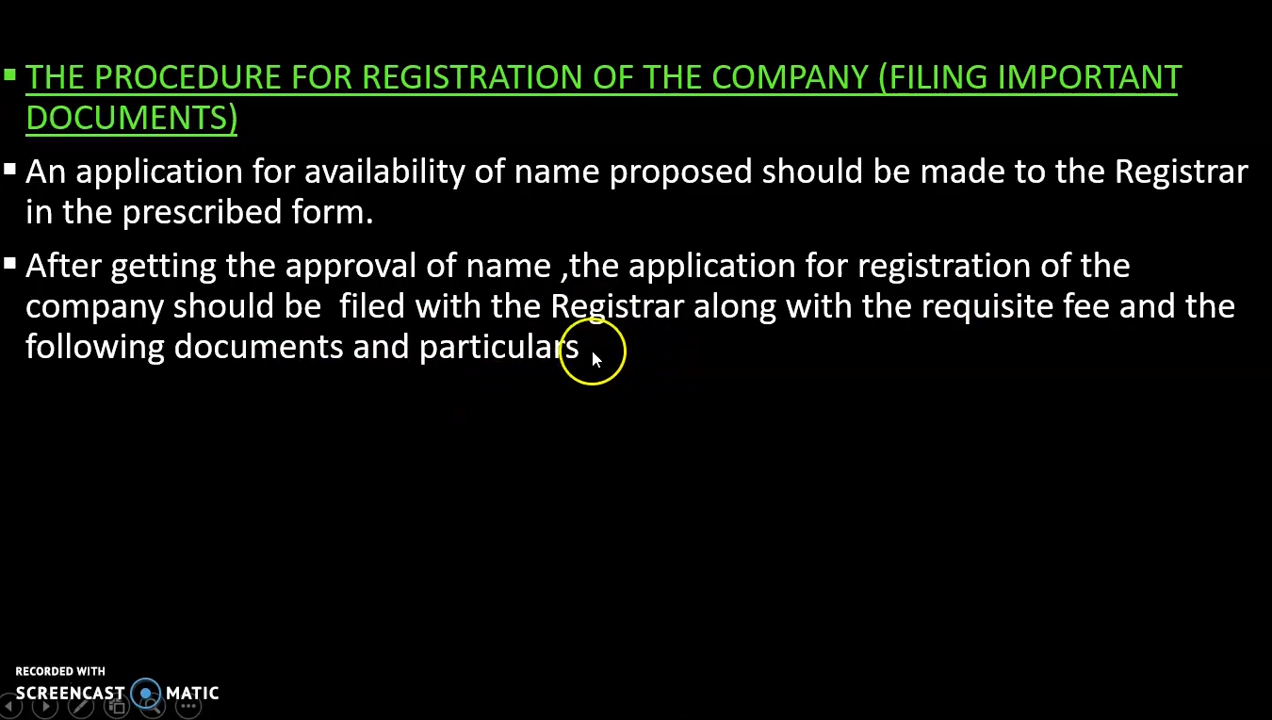 ▪ THE PROCEDURE FOR REGISTRATION OF THE COMPANY (FILING IMPORTANT
DOCUMENTS)
▪ An application for availability of name proposed should be made to the Registrar
in the prescribed form.
▪ After getting the approval of name ,the application for registration of the
company should be  filed with the Registrar along with the requisite fee and the
following documents and particulars
RECORDED WITH
SCREENCAST MATIC